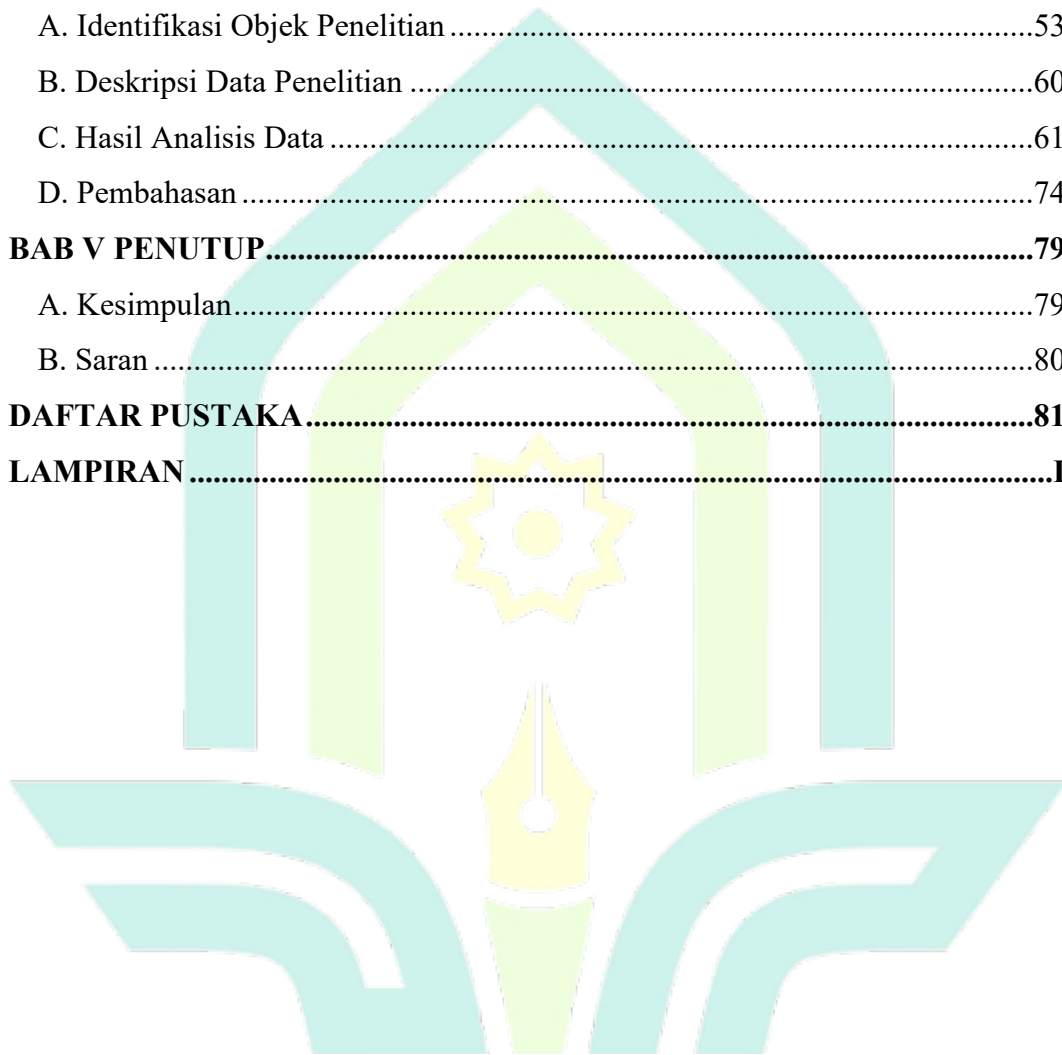 A. Identifikasi Objek Penelitian ........................................................................53
B. Deskripsi Data Penelitian .............................................................................60
C. Hasil Analisis Data .......................................................................................61
D. Pembahasan ..................................................................................................74
BAB V PENUTUP ..............................................................................................79
A. Kesimpulan ...................................................................................................79
B. Saran .............................................................................................................80
DAFTAR PUSTAKA .........................................................................................81
LAMPIRAN ..........................................................................................................I